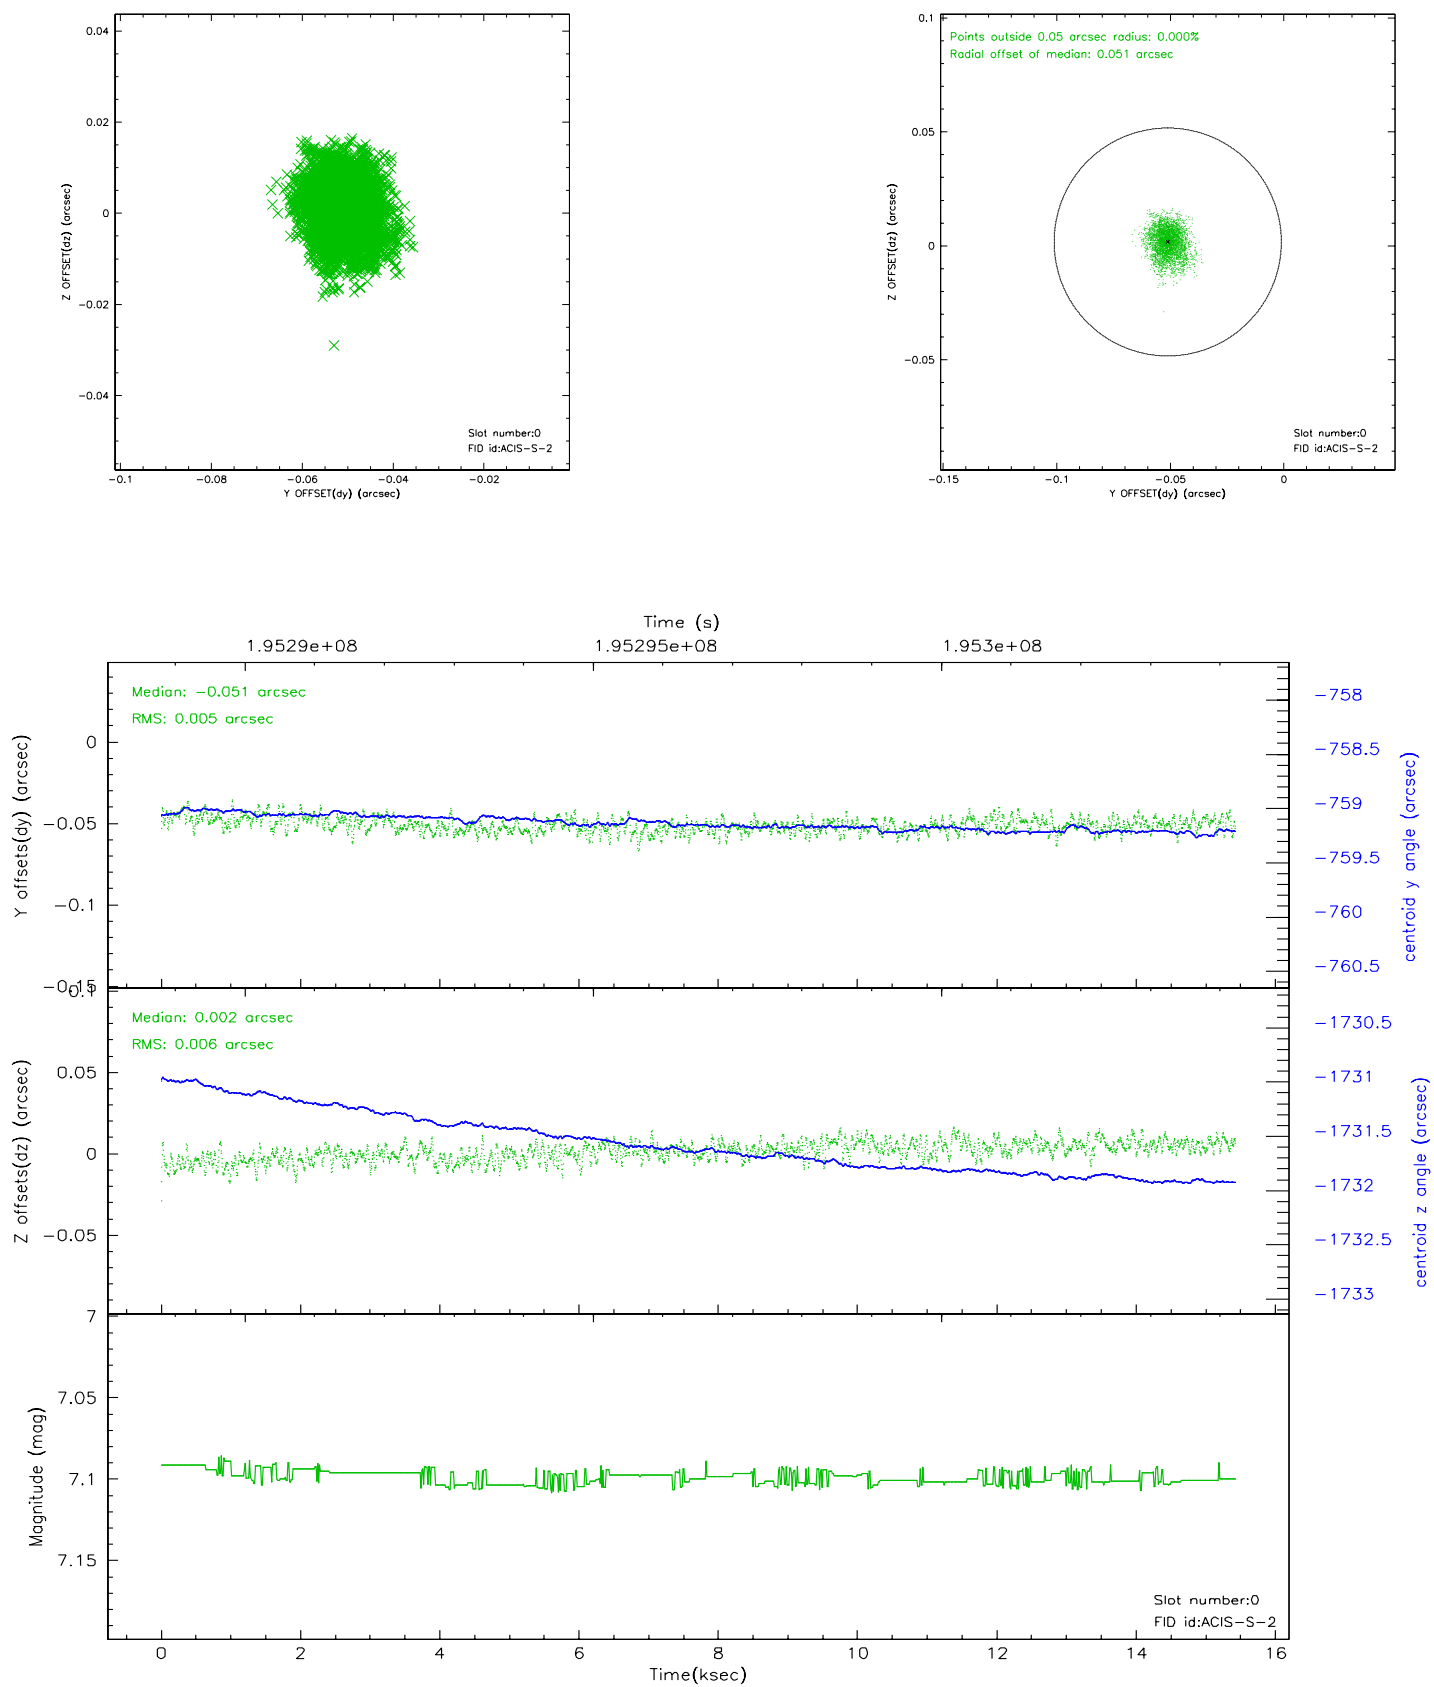 0.04
0.02
0
−0.02
−0.04
Z OFFSET(dz) (arcsec)
Slot number:0
FID id:ACIS−S−2
−0.1
−0.08
−0.06
−0.04
−0.02
Y OFFSET(dy) (arcsec)
0.1
0.05
0
−0.05
Z OFFSET(dz) (arcsec)
Points outside 0.05 arcsec radius: 0.000%
Radial offset of median: 0.051 arcsec
Slot number:0
FID id:ACIS−S−2
−0.15
−0.1
−0.05
0
Y OFFSET(dy) (arcsec)
Time (s)
1.9529e+08
1.95295e+08
1.953e+08
Median: −0.051 arcsec
RMS: 0.005 arcsec
0
−0.05
−0.1
−0.15
Y offsets(dy) (arcsec)
−758
−758.5
−759
−759.5
−760
−760.5
centroid y angle (arcsec)
Median: 0.002 arcsec
RMS: 0.006 arcsec
0.1
0.05
0
−0.05
Z offsets(dz) (arcsec)
−1730.5
−1731
−1731.5
−1732
−1732.5
−1733
centroid z angle (arcsec)
7
7.05
7.1
7.15
Magnitude (mag)
Slot number:0
FID id:ACIS−S−2
0
2
4
6
8
10
12
14
16
Time(ksec)